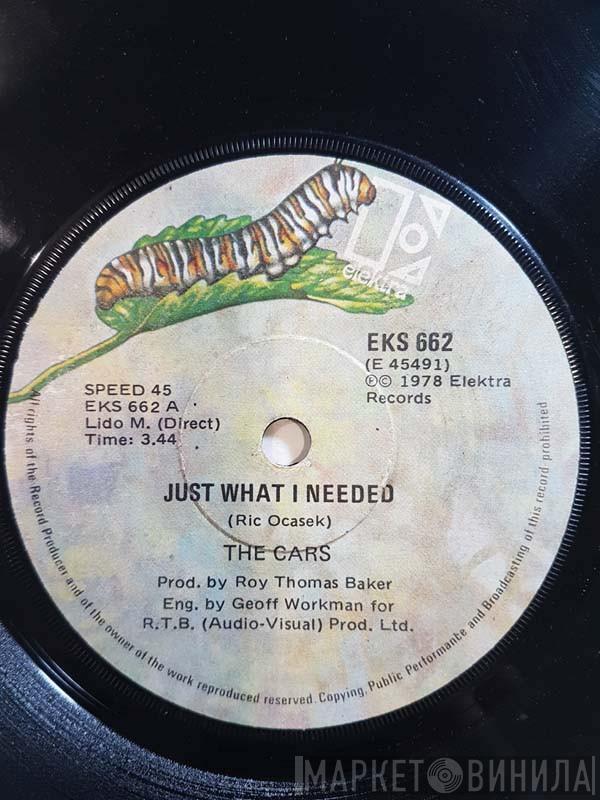 elektra
EKS 662
(E 45491)
℗© 1978 Elektra
Records
SPEED 45
EKS 662 A
Lido M. (Direct)
Time: 3.44
JUST WHAT I NEEDED
(Ric Ocasek)
THE CARS
Prod. by Roy Thomas Baker
Eng. by Geoff Workman for
R.T.B. (Audio-Visual) Prod. Ltd.
All rights of the Record Producer and of the owner of the work reproduced reserved. Copying, Public Performance and Broadcasting of this record prohibited
МАРКЕТ ВИНИЛА